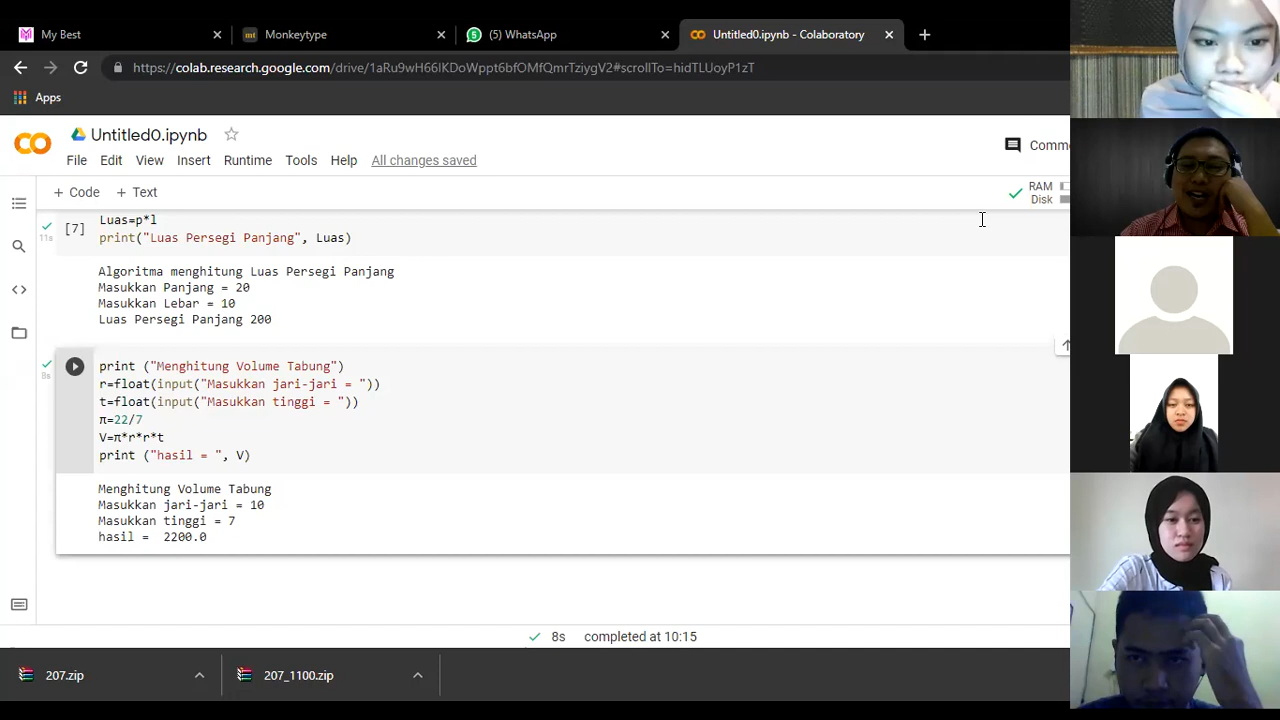 My Best
Monkeytype
(5) WhatsApp
Untitled0.ipynb - Colaboratory
https://colab.research.google.com/drive/1aRu9wH66lKDoWppt6bfOMfQmrTziygV2#scrollTo=hidTLUoyP1zT
Apps
Untitled0.ipynb
Comme
File Edit View Insert Runtime Tools Help All changes saved
+ Code + Text
RAM
Disk
Luas=p*l
[7]
11s
print("Luas Persegi Panjang", Luas)
Algoritma menghitung Luas Persegi Panjang
Masukkan Panjang = 20
Masukkan Lebar = 10
Luas Persegi Panjang 200
8s
print ("Menghitung Volume Tabung")
r=float(input("Masukkan jari-jari = "))
t=float(input("Masukkan tinggi = "))
π=22/7
V=π*r*r*t
print ("hasil = ", V)
Menghitung Volume Tabung
Masukkan jari-jari = 10
Masukkan tinggi = 7
hasil =  2200.0
8s completed at 10:15
207.zip
207_1100.zip